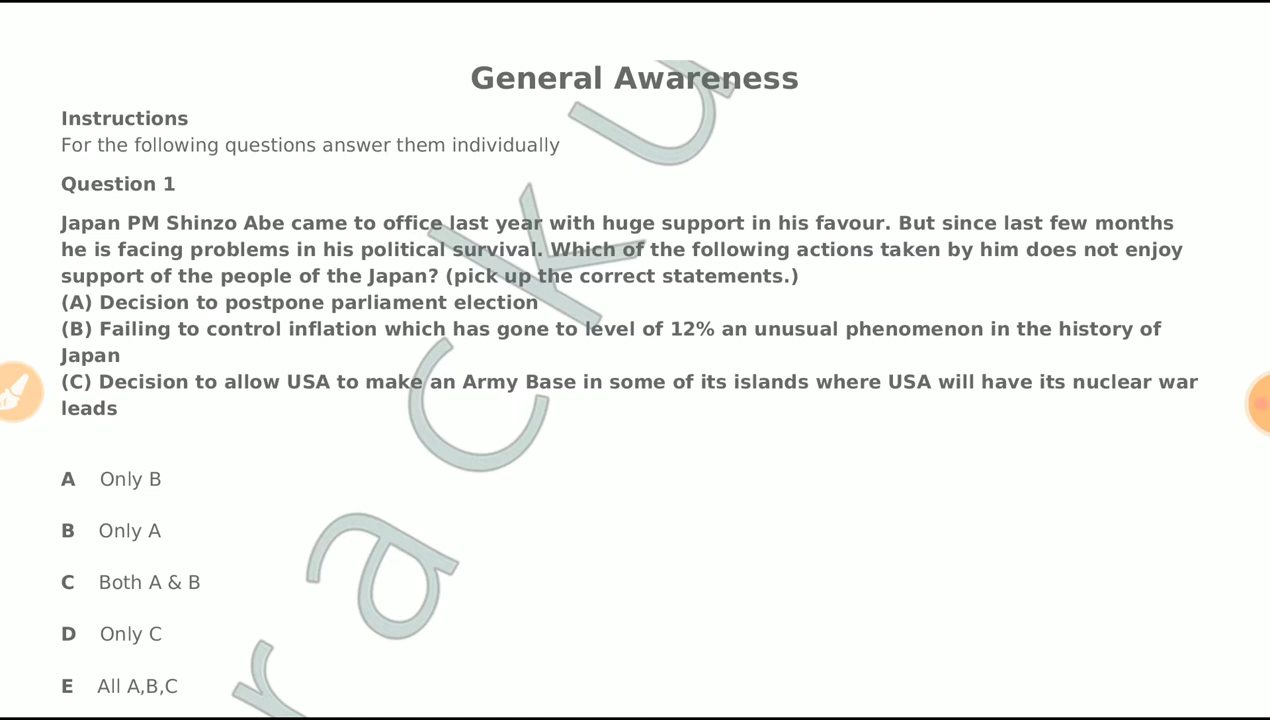 General Awareness
Instructions
For the following questions answer them individually
Question 1
Japan PM Shinzo Abe came to office last year with huge support in his favour. But since last few months
he is facing problems in his political survival. Which of the following actions taken by him does not enjoy
support of the people of the Japan? (pick up the correct statements.)
(A) Decision to postpone parliament election
(B) Failing to control inflation which has gone to level of 12% an unusual phenomenon in the history of
Japan
(C) Decision to allow USA to make an Army Base in some of its islands where USA will have its nuclear war
leads
A Only B
B Only A
C Both A & B
D Only C
E All A,B,C
r a c k u